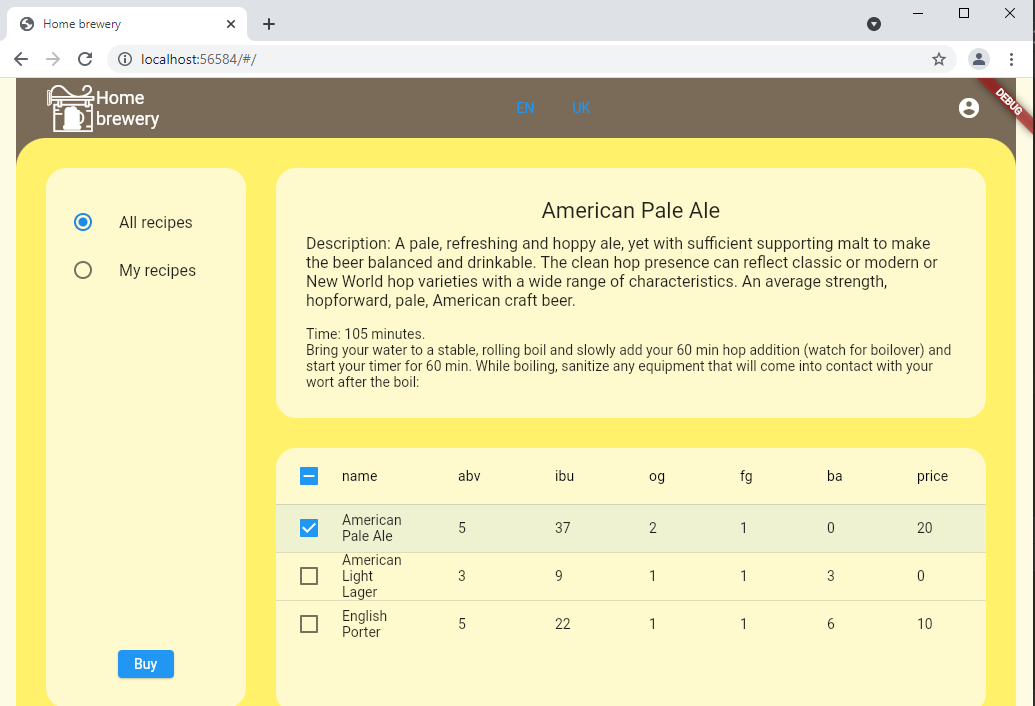 Home brewery
localhost:56584/#/
Home
brewery
EN
UK
DEBUG
All recipes
My recipes
Buy
American Pale Ale
Description: A pale, refreshing and hoppy ale, yet with sufficient supporting malt to make
the beer balanced and drinkable. The clean hop presence can reflect classic or modern or
New World hop varieties with a wide range of characteristics. An average strength,
hopforward, pale, American craft beer.
Time: 105 minutes.
Bring your water to a stable, rolling boil and slowly add your 60 min hop addition (watch for boilover) and
start your timer for 60 min. While boiling, sanitize any equipment that will come into contact with your
wort after the boil:
name abv ibu og fg ba price
American
Pale Ale 5 37 2 1 0 20
American
Light 3 9 1 1 3 0
Lager
English
Porter 5 22 1 1 6 10